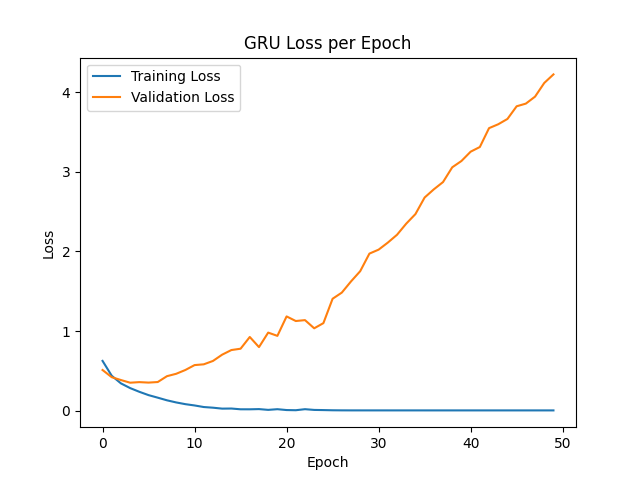 GRU Loss per Epoch
Training Loss
Validation Loss
Loss
4
3
2
1
0
0 10 20 30 40 50
Epoch